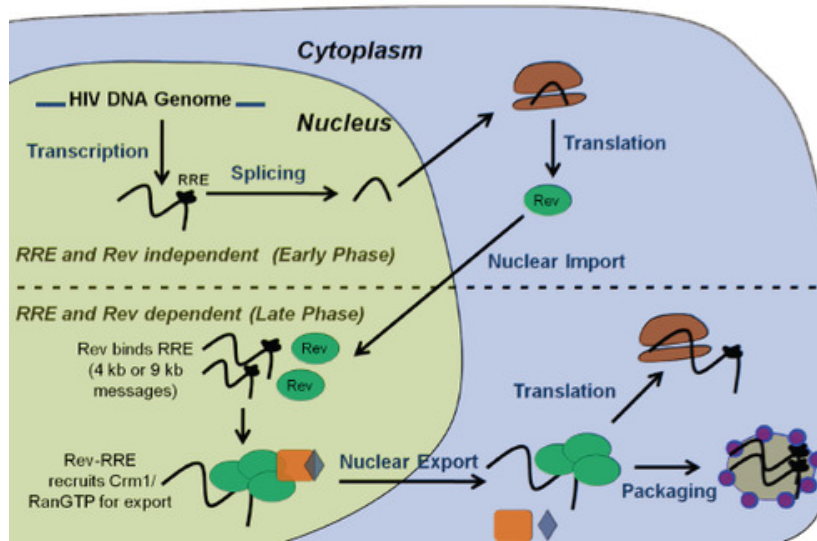 Cytoplasm
HIV DNA Genome
Nucleus
Transcription
RRE
Splicing
Translation
Rev
RRE and Rev independent (Early Phase)
Nuclear Import
RRE and Rev dependent (Late Phase)
Rev binds RRE
(4 kb or 9 kb
messages)
Rev
Rev
Translation
Rev-RRE
recruits Crm1/
RanGTP for export
Nuclear Export
Packaging